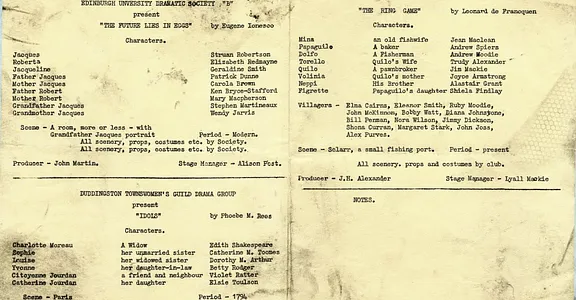 EDINBURGH UNVERSITY DRAMATIC SOCIETY "b"
present
"THE FUTURE LIES IN EGGS" by Eugene Ionesco
Characters.
Jacques Struan Robertson
Roberta Elizabeth Redmayne
Jacqueline Geraldine Smith
Father Jacques Patrick Dunne
Mother Jacques Carola Brown
Father Robert Ken Bryce-Stafford
Mother Robert Mary Macpherson
Grandfather Jacques Stephen Martineaux
Grandmother Jacques Wendy Jarvis
Scene - A room, more or less - with
Grandfather Jacques portrait Period - Modern.
All scenery, props, costumes etc. by Society.
All scenery, props, costumes etc. by Society.
Producer - John Martin. Stage Manager - Alison Fost.
DUDDINGSTON TOWNSWOMEN'S GUILD DRAMA GROUP
present
"IDOLS" by Phoebe M. Rees
Characters.
Charlotte Moreau A Widow Edith Shakespeare
Sophie her unmarried sister Catherine M. Toomes
Louise her widowed sister Dorothy M. Arthur
Yvonne her daughter-in-law Betty Rodger
Citoyenne Jourdan a friend and neighbour Violet Ratter
Catherine Jourdan her daughter Elsie Toulson
Scene - Paris Period - 1794
"THE RING GAME" by Leonard de Francquen
Characters.
Mina an old fishwife Jean Maclean
Papaguilo A baker Andrew Spiers
Dolfo A Fisherman Andrew Moodie
Torello Quilo's wife Trudy Alexander
Quilo A pawnbroker Jim Mackie
Volinia Quilo's mother Joyce Armstrong
Beppi His Brother Alastair Grant
Figrette Papaguilo's daughter Shiela Findlay
Villagers - Elma Cairns, Eleanor Smith, Ruby Moodie,
John McKinnon, Bobby Watt, Diana Johnstone,
Bill Penman, Nora Wilson, Jimmy Dickson,
Shona Curran, Margaret Stark, John Joss,
Alex Purves.
Scene - Solarr, a small fishing port. Period - present
All scenery. props and costumes by club.
Producer - J.H. Alexander Stage Manager - Lyall Mackie
NOTES.